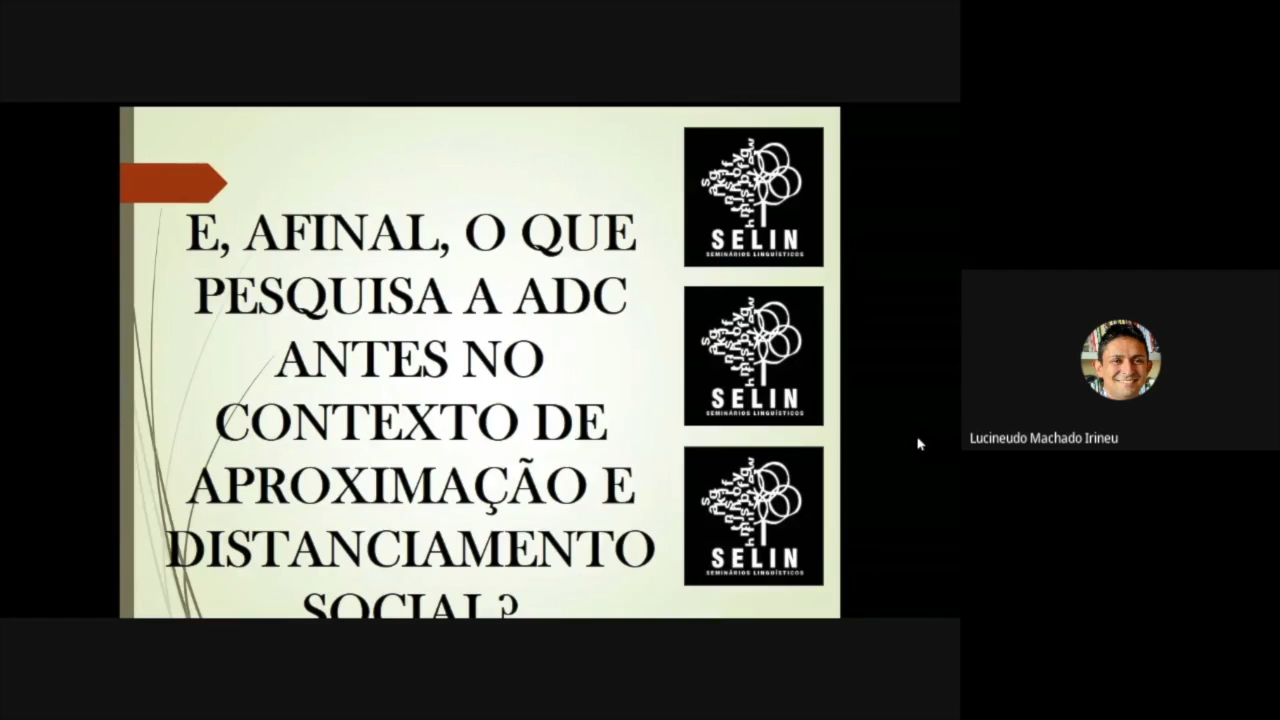 E, AFINAL, O QUE
PESQUISA A ADC
ANTES NO
CONTEXTO DE
APROXIMAÇÃO E
DISTANCIAMENTO
SOCIAL?
SELIN
SEMINÁRIOS LINGUÍSTICOS
SELIN
SEMINÁRIOS LINGUÍSTICOS
SELIN
SEMINÁRIOS LINGUÍSTICOS
Lucineudo Machado Irineu